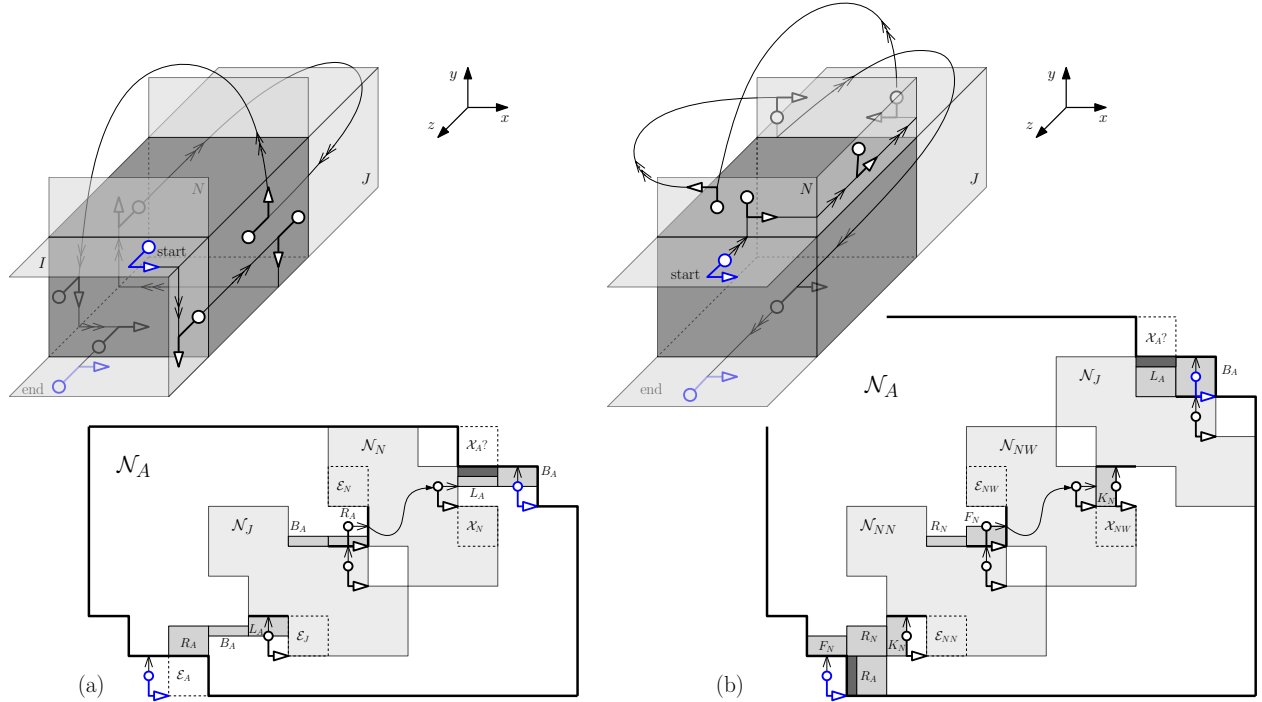 y
x
z
N
J
I
start
end
y
x
z
N
J
start
end
𝒩_A
𝒩_N
𝒳_A?
B_A
L_A
ℰ_N
R_A
𝒳_N
𝒩_J
B_A
R_A
B_A
L_A
ℰ_J
ℰ_A
(a)
𝒩_A
𝒳_A?
𝒩_J
L_A
B_A
𝒩_NW
ℰ_NW
K_N
𝒳_NW
𝒩_NN
R_N
F_N
F_N
R_N
K_N
ℰ_NN
R_A
(b)